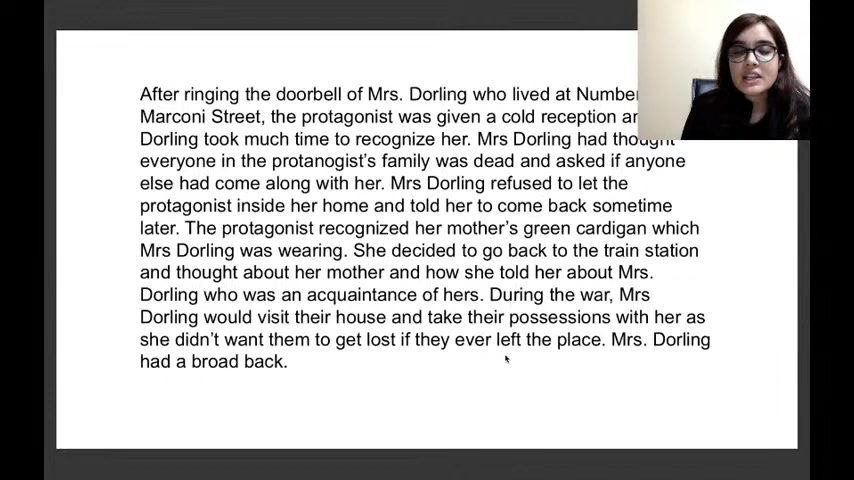 After ringing the doorbell of Mrs. Dorling who lived at Number
Marconi Street, the protagonist was given a cold reception
Dorling took much time to recognize her. Mrs Dorling had thought
everyone in the protanogist's family was dead and asked if anyone
else had come along with her. Mrs Dorling refused to let the
protagonist inside her home and told her to come back sometime
later. The protagonist recognized her mother's green cardigan which
Mrs Dorling was wearing. She decided to go back to the train station
and thought about her mother and how she told her about Mrs.
Dorling who was an acquaintance of hers. During the war, Mrs
Dorling would visit their house and take their possessions with her as
she didn't want them to get lost if they ever left the place. Mrs. Dorling
had a broad back.